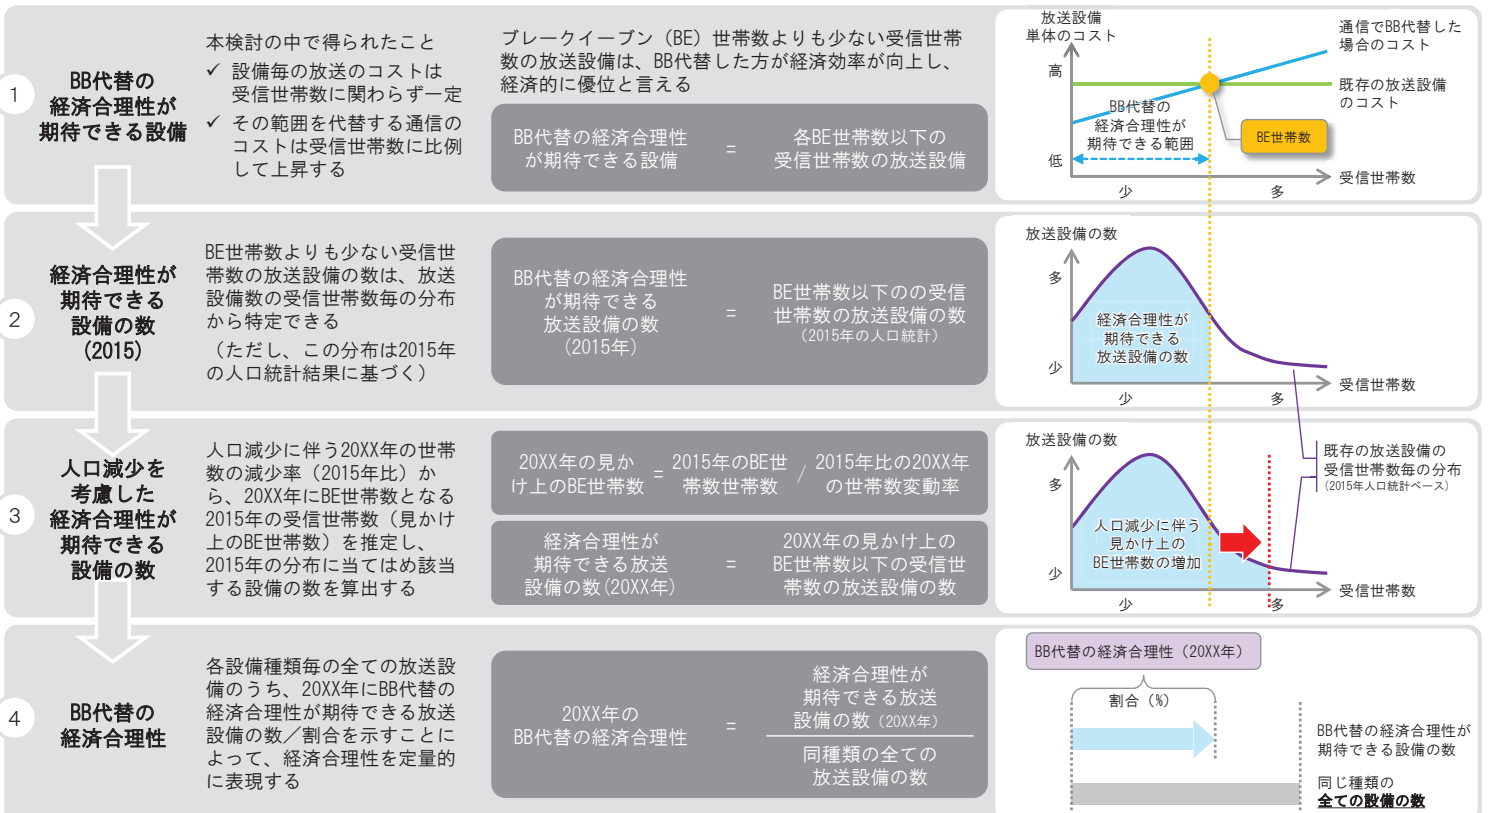 1
BB代替の
経済合理性が
期待できる設備
本検討の中で得られたこと
✓ 設備毎の放送のコストは
受信世帯数に関わらず一定
✓ その範囲を代替する通信の
コストは受信世帯数に比例
して上昇する
ブレークイーブン（BE）世帯数よりも少ない受信世帯
数の放送設備は、BB代替した方が経済効率が向上し、
経済的に優位と言える
BB代替の経済合理性
が期待できる設備
=
各BE世帯数以下の
受信世帯数の放送設備
放送設備
単体のコスト
高
低
BB代替の
経済合理性が
期待できる範囲
BE世帯数
通信でBB代替した
場合のコスト
既存の放送設備
のコスト
受信世帯数
少
多
2
経済合理性が
期待できる
設備の数
(2015)
BE世帯数よりも少ない受信世
帯数の放送設備の数は、放送
設備数の受信世帯数毎の分布
から特定できる
（ただし、この分布は2015年
の人口統計結果に基づく）
BB代替の経済合理性
が期待できる
放送設備の数
(2015年)
=
BE世帯数以下のの受信
世帯数の放送設備の数
(2015年の人口統計)
放送設備の数
多
少
経済合理性が
期待できる
放送設備の数
受信世帯数
少
多
3
人口減少を
考慮した
経済合理性が
期待できる
設備の数
人口減少に伴う20XX年の世帯
数の減少率（2015年比）か
ら、20XX年にBE世帯数となる
2015年の受信世帯数（見かけ
上のBE世帯数）を推定し、
2015年の分布に当てはめ該当
する設備の数を算出する
20XX年の見か
け上のBE世帯数
=
2015年のBE世
帯数世帯数
/
2015年比の20XX年
の世帯数変動率
経済合理性が
期待できる放送
設備の数(20XX年)
=
20XX年の見かけ上の
BE世帯数以下の受信世
帯数の放送設備の数
放送設備の数
多
少
人口減少に伴う
見かけ上の
BE世帯数の増加
既存の放送設備の
受信世帯数毎の分布
(2015年人口統計ベース)
受信世帯数
少
多
4
BB代替の
経済合理性
各設備種類毎の全ての放送設
備のうち、20XX年にBB代替の
経済合理性が期待できる放送
設備の数／割合を示すことに
よって、経済合理性を定量的
に表現する
20XX年の
BB代替の経済合理性
=
経済合理性が
期待できる放送
設備の数（20XX年）
同種類の全ての
放送設備の数
BB代替の経済合理性（20XX年）
割合（%）
BB代替の経済合理性が
期待できる設備の数
同じ種類の
全ての設備の数